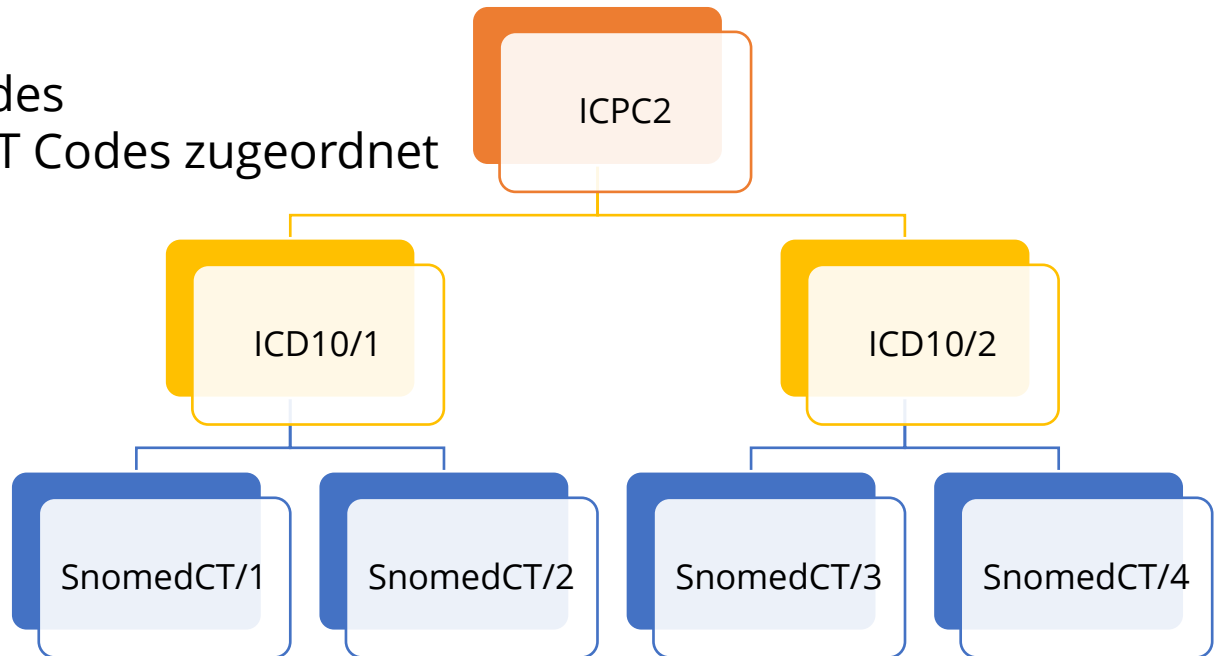 des
T Codes zugeordnet
ICPC2
ICD10/1
ICD10/2
SnomedCT/1
SnomedCT/2
SnomedCT/3
SnomedCT/4